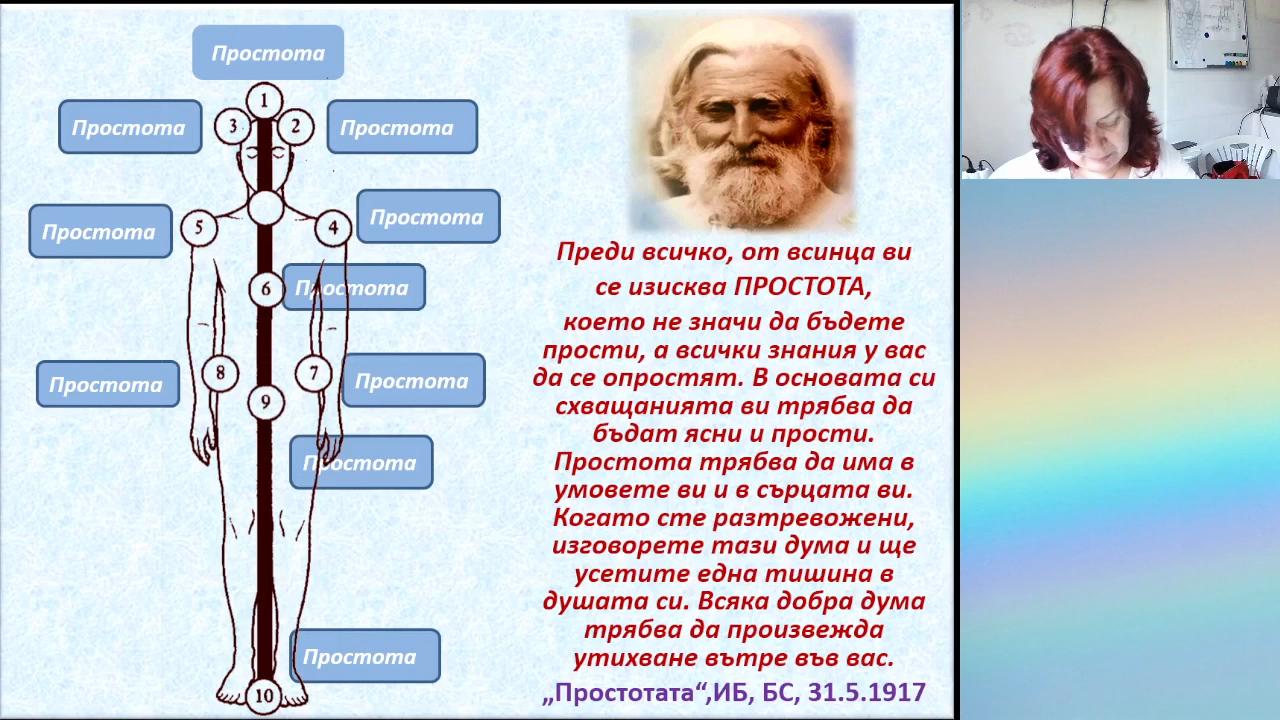 Простота
1
3
2
Простота
Простота
5
4
Простота
Простота
6
Простота
8
7
Простота
Простота
9
Простота
Простота
10
Преди всичко, от всинца ви
се изисква ПРОСТОТА,
което не значи да бъдете
прости, а всички знания у вас
да се опростят. В основата си
схващанията ви трябва да
бъдат ясни и прости.
Простота трябва да има в
умовете ви и в сърцата ви.
Когато сте разтревожени,
изговорете тази дума и ще
усетите една тишина в
душата си. Всяка добра дума
трябва да произвежда
утихване вътре във вас.
„Простотата“,ИБ, БС, 31.5.1917